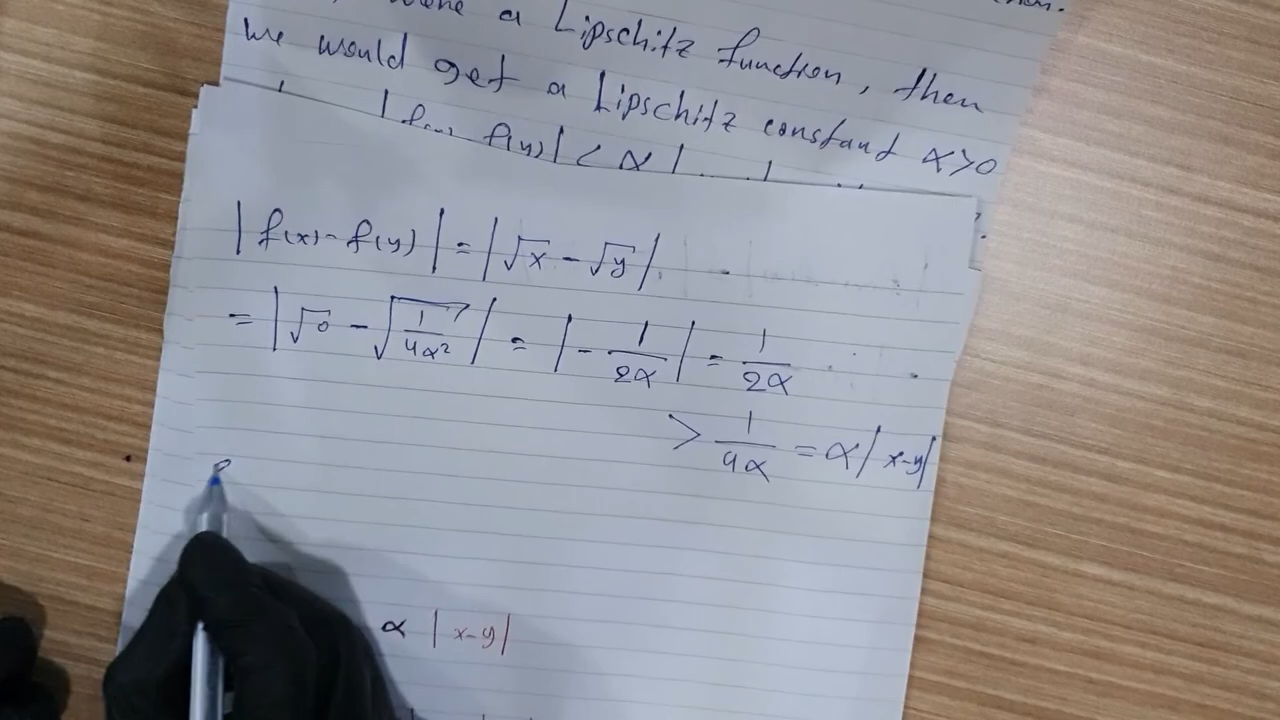 a Lipschitz function, then
we would get a Lipschitz constant α>0
f(y)| < α |
|f(x)-f(y)| = |√x - √y|
= |√0 - √(1/4α²)| = |-1/2α| = 1/2α
> 1/4α = α|x-y|
α |x-y|